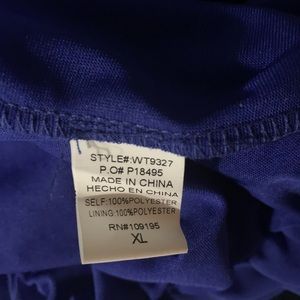 STYLE#:WT9327
P.O# P18495
MADE IN CHINA
HECHO EN CHINA
SELF:100%POLYESTER
LINING:100%POLYESTER
RN#109195
XL